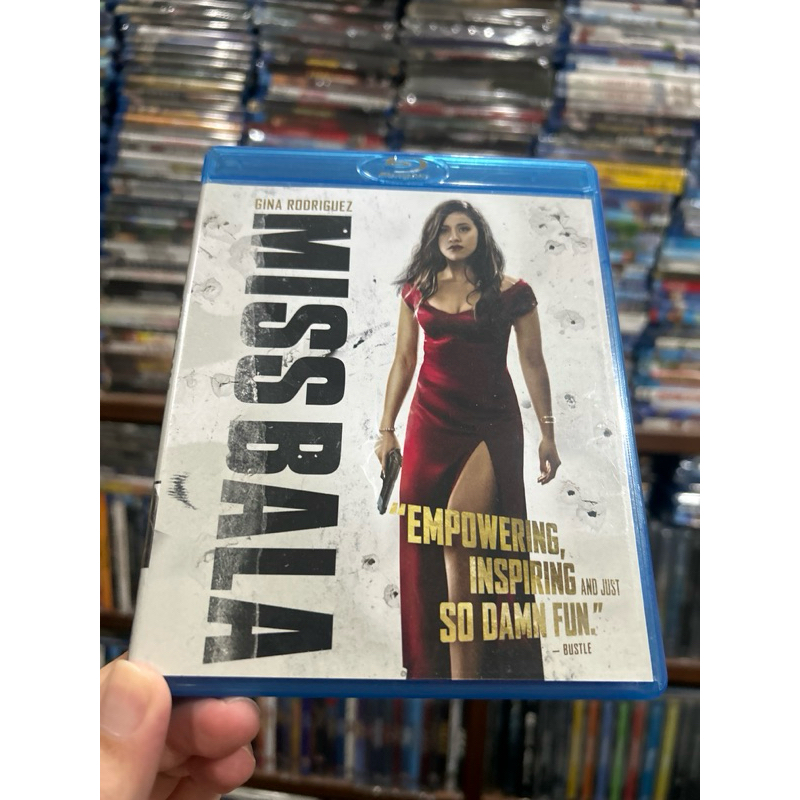 GINA RODRIGUEZ
MISS BALA
"EMPOWERING,
INSPIRING AND JUST
SO DAMN FUN."
— BUSTLE